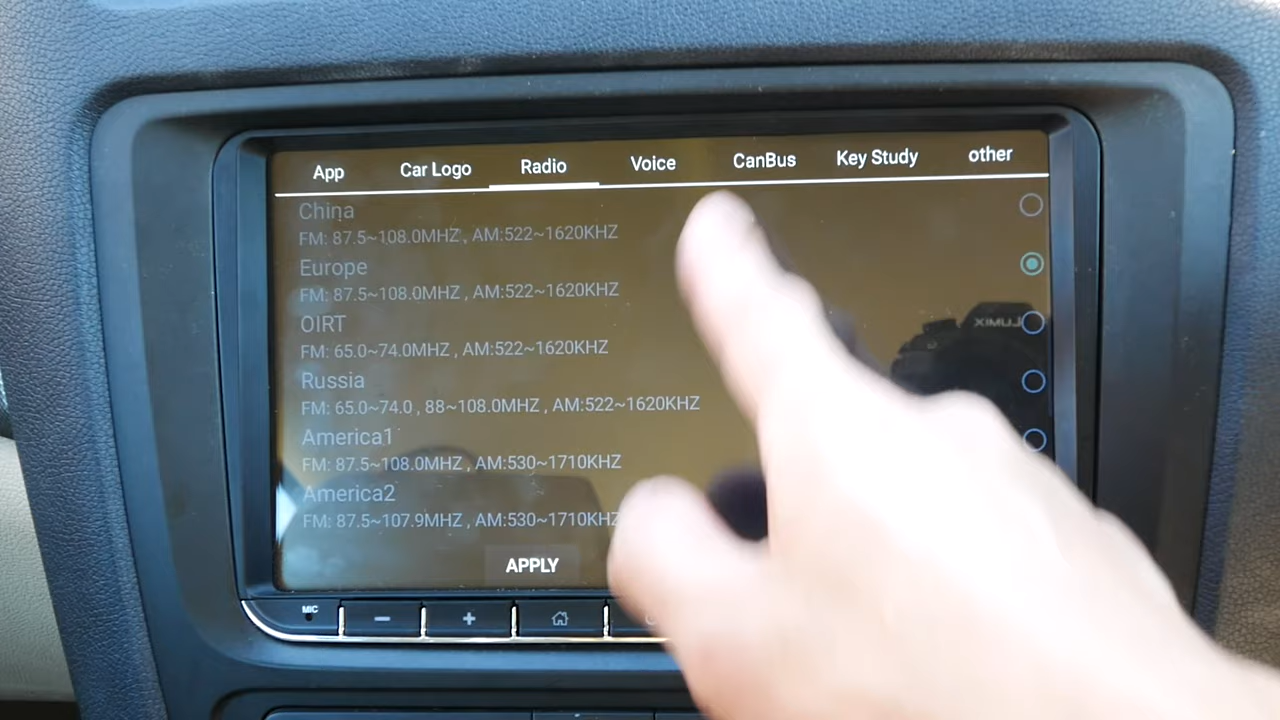 App Car Logo Radio Voice CanBus Key Study other
China
FM: 87.5~108.0MHZ , AM:522~1620KHZ
Europe
FM: 87.5~108.0MHZ , AM:522~1620KHZ
OIRT
FM: 65.0~74.0MHZ , AM:522~1620KHZ
LUMIX
Russia
FM: 65.0~74.0 , 88~108.0MHZ , AM:522~1620KHZ
America1
FM: 87.5~108.0MHZ , AM:530~1710KHZ
America2
FM: 87.5~107.9MHZ , AM:530~1710KHZ
APPLY
MIC